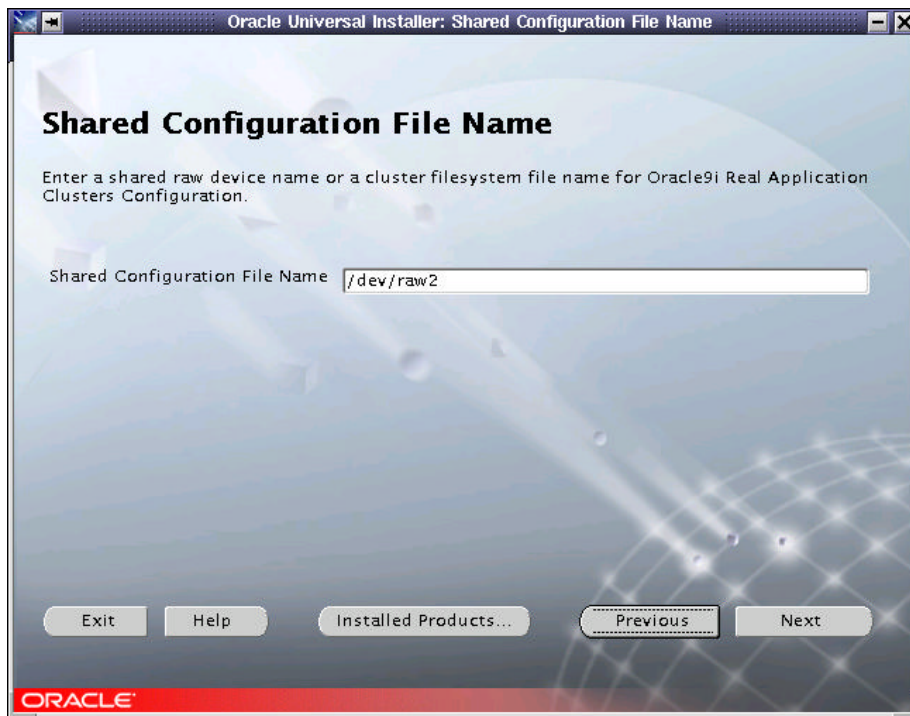 Oracle Universal Installer: Shared Configuration File Name
Shared Configuration File Name
Enter a shared raw device name or a cluster filesystem file name for Oracle9i Real Application
Clusters Configuration.
Shared Configuration File Name /dev/raw2
Exit Help Installed Products... Previous Next
ORACLE